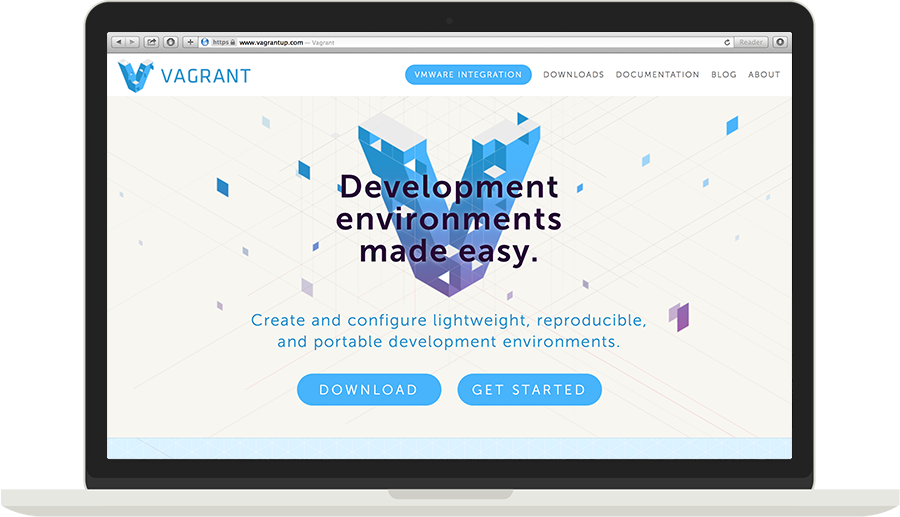 https www.vagrantup.com — Vagrant
Reader
VAGRANT
VMWARE INTEGRATION DOWNLOADS DOCUMENTATION BLOG ABOUT
Development
environments
made easy.
Create and configure lightweight, reproducible,
and portable development environments.
DOWNLOAD GET STARTED